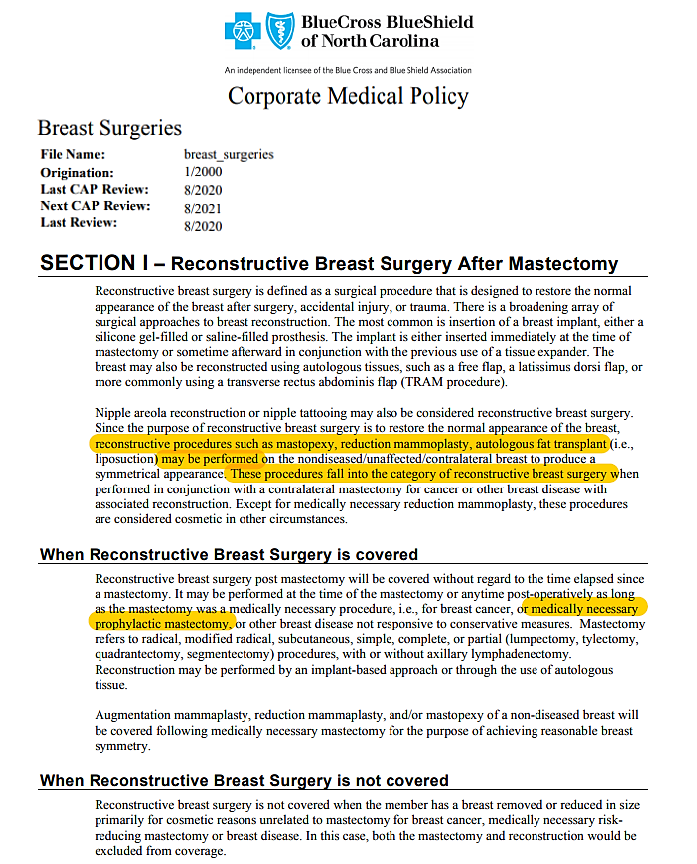 BlueCross BlueShield
of North Carolina
An independent licensee of the Blue Cross and Blue Shield Association
Corporate Medical Policy
Breast Surgeries
File Name: breast_surgeries
Origination: 1/2000
Last CAP Review: 8/2020
Next CAP Review: 8/2021
Last Review: 8/2020
SECTION I – Reconstructive Breast Surgery After Mastectomy
Reconstructive breast surgery is defined as a surgical procedure that is designed to restore the normal
appearance of the breast after surgery, accidental injury, or trauma. There is a broadening array of
surgical approaches to breast reconstruction. The most common is insertion of a breast implant, either a
silicone gel-filled or saline-filled prosthesis. The implant is either inserted immediately at the time of
mastectomy or sometime afterward in conjunction with the previous use of a tissue expander. The
breast may also be reconstructed using autologous tissues, such as a free flap, a latissimus dorsi flap, or
more commonly using a transverse rectus abdominis flap (TRAM procedure).
Nipple areola reconstruction or nipple tattooing may also be considered reconstructive breast surgery.
Since the purpose of reconstructive breast surgery is to restore the normal appearance of the breast,
reconstructive procedures such as mastopexy, reduction mammoplasty, autologous fat transplant (i.e.,
liposuction) may be performed on the nondiseased/unaffected/contralateral breast to produce a
symmetrical appearance. These procedures fall into the category of reconstructive breast surgery when
performed in conjunction with a contralateral mastectomy for cancer or other breast disease with
associated reconstruction. Except for medically necessary reduction mammoplasty, these procedures
are considered cosmetic in other circumstances.
When Reconstructive Breast Surgery is covered
Reconstructive breast surgery post mastectomy will be covered without regard to the time elapsed since
a mastectomy. It may be performed at the time of the mastectomy or anytime post-operatively as long
as the mastectomy was a medically necessary procedure, i.e., for breast cancer, or medically necessary
prophylactic mastectomy, or other breast disease not responsive to conservative measures. Mastectomy
refers to radical, modified radical, subcutaneous, simple, complete, or partial (lumpectomy, tylectomy,
quadrantectomy, segmentectomy) procedures, with or without axillary lymphadenectomy.
Reconstruction may be performed by an implant-based approach or through the use of autologous
tissue.
Augmentation mammaplasty, reduction mammaplasty, and/or mastopexy of a non-diseased breast will
be covered following medically necessary mastectomy for the purpose of achieving reasonable breast
symmetry.
When Reconstructive Breast Surgery is not covered
Reconstructive breast surgery is not covered when the member has a breast removed or reduced in size
primarily for cosmetic reasons unrelated to mastectomy for breast cancer, medically necessary risk-
reducing mastectomy or breast disease. In this case, both the mastectomy and reconstruction would be
excluded from coverage.